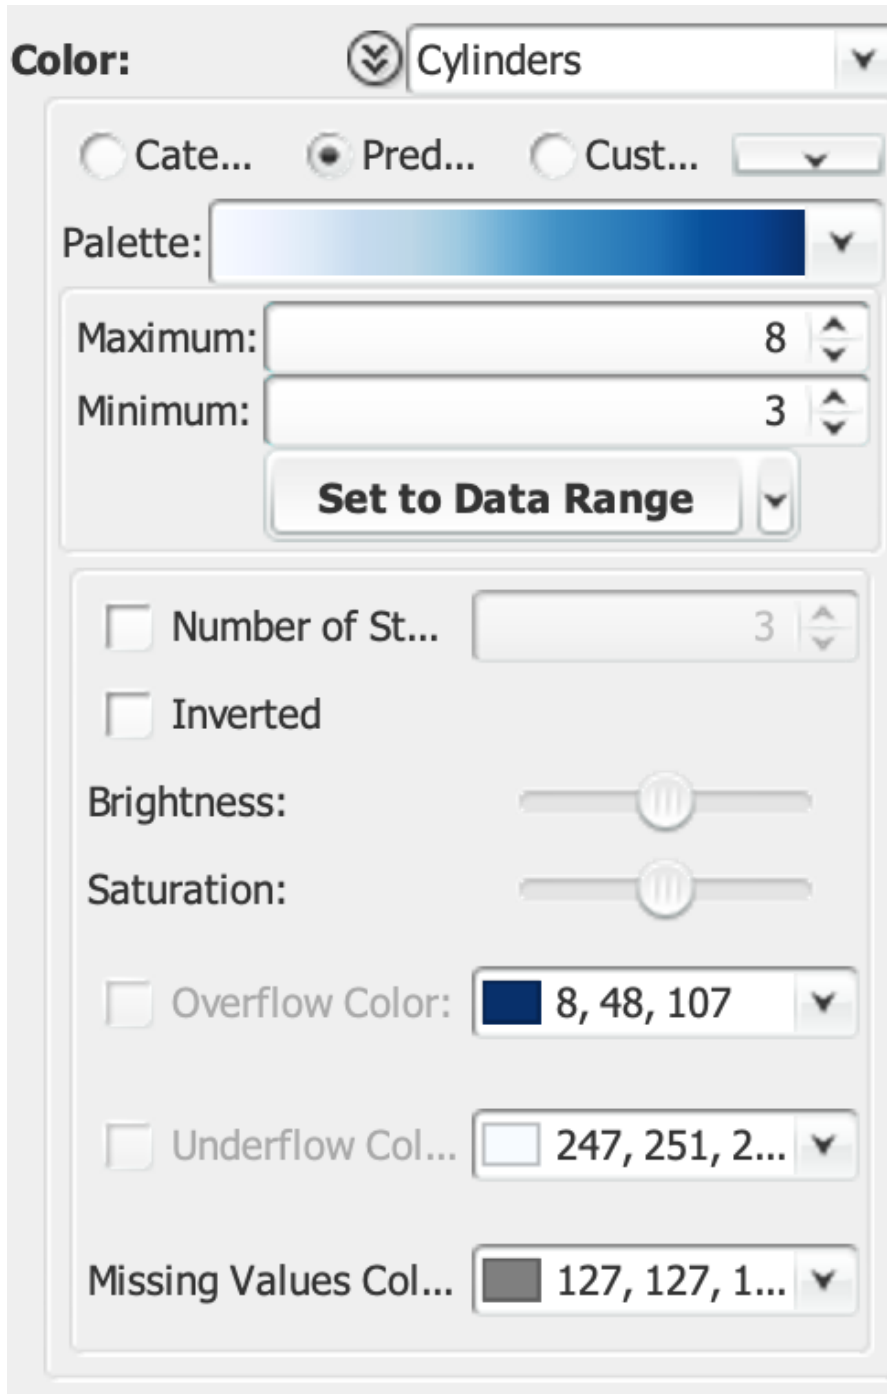 Color: Cylinders
Cate... Pred... Cust...
Palette:
Maximum: 8
Minimum: 3
Set to Data Range
Number of St... 3
Inverted
Brightness:
Saturation:
Overflow Color: 8, 48, 107
Underflow Col... 247, 251, 2...
Missing Values Col... 127, 127, 1...